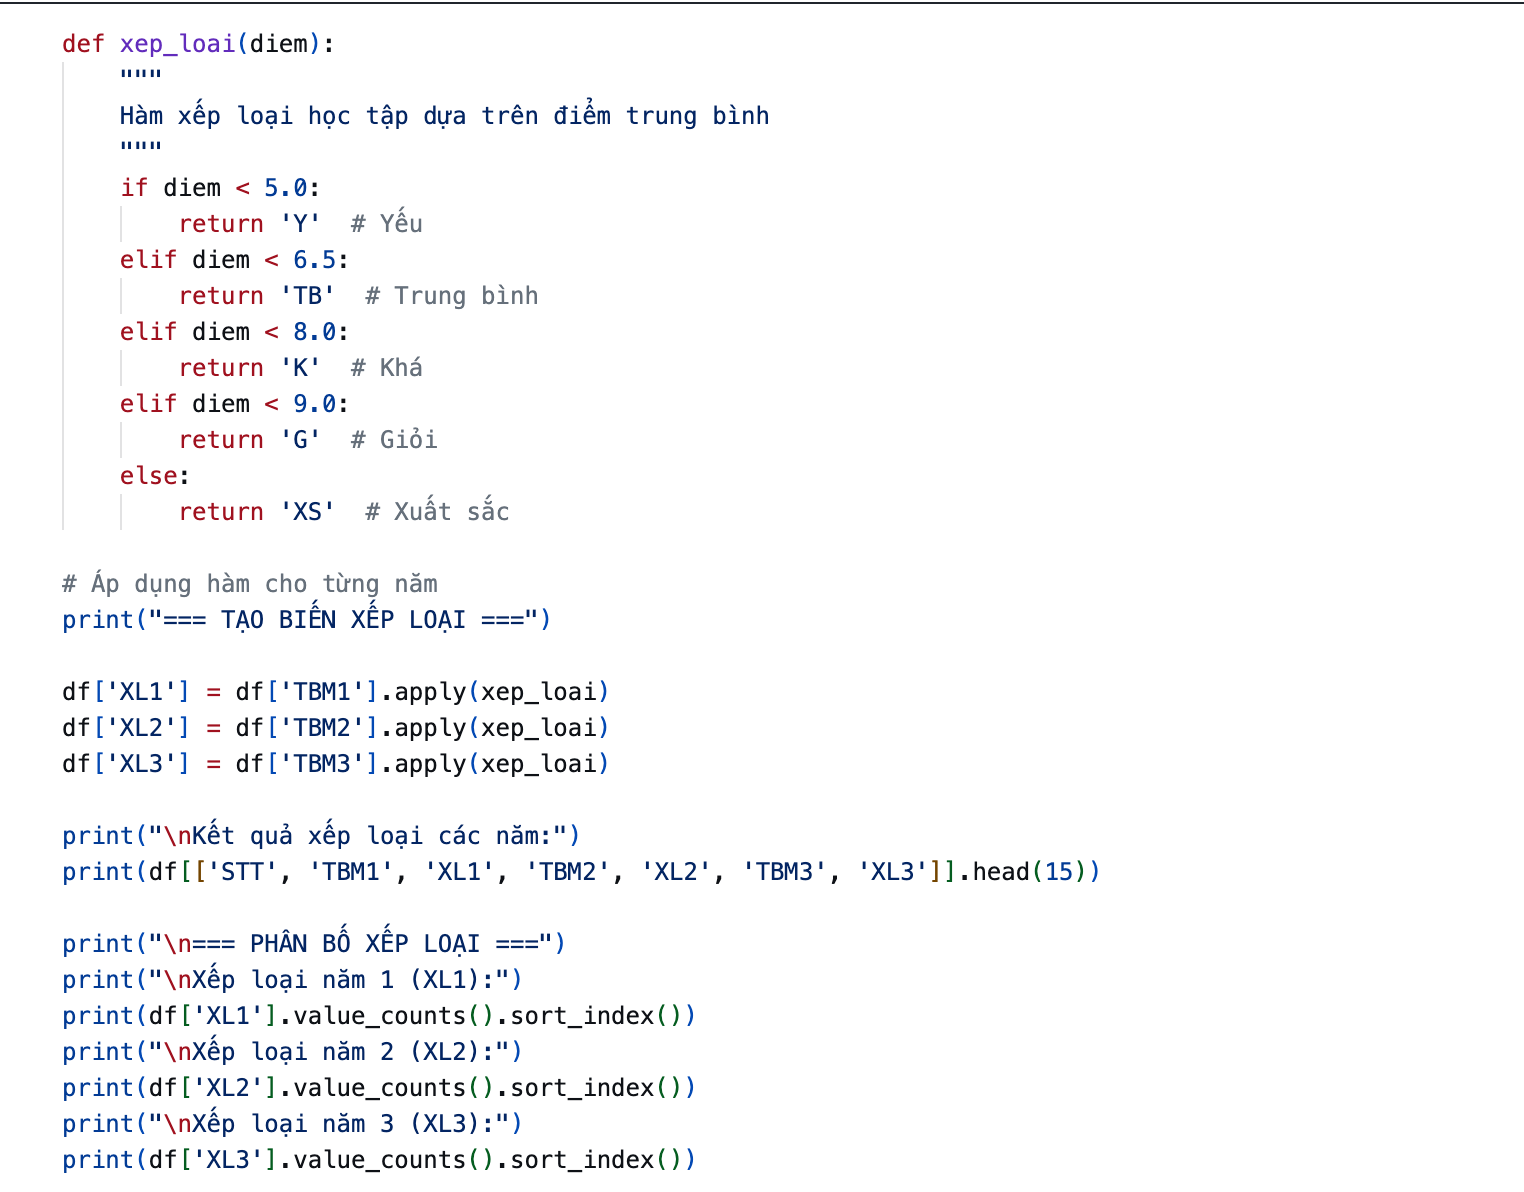 def xep_loai(diem):
    """
    Hàm xếp loại học tập dựa trên điểm trung bình
    """
    if diem < 5.0:
        return 'Y'  # Yếu
    elif diem < 6.5:
        return 'TB'  # Trung bình
    elif diem < 8.0:
        return 'K'  # Khá
    elif diem < 9.0:
        return 'G'  # Giỏi
    else:
        return 'XS'  # Xuất sắc

# Áp dụng hàm cho từng năm
print("=== TẠO BIẾN XẾP LOẠI ===")

df['XL1'] = df['TBM1'].apply(xep_loai)
df['XL2'] = df['TBM2'].apply(xep_loai)
df['XL3'] = df['TBM3'].apply(xep_loai)

print("\nKết quả xếp loại các năm:")
print(df[['STT', 'TBM1', 'XL1', 'TBM2', 'XL2', 'TBM3', 'XL3']].head(15))

print("\n=== PHÂN BỐ XẾP LOẠI ===")
print("\nXếp loại năm 1 (XL1):")
print(df['XL1'].value_counts().sort_index())
print("\nXếp loại năm 2 (XL2):")
print(df['XL2'].value_counts().sort_index())
print("\nXếp loại năm 3 (XL3):")
print(df['XL3'].value_counts().sort_index())